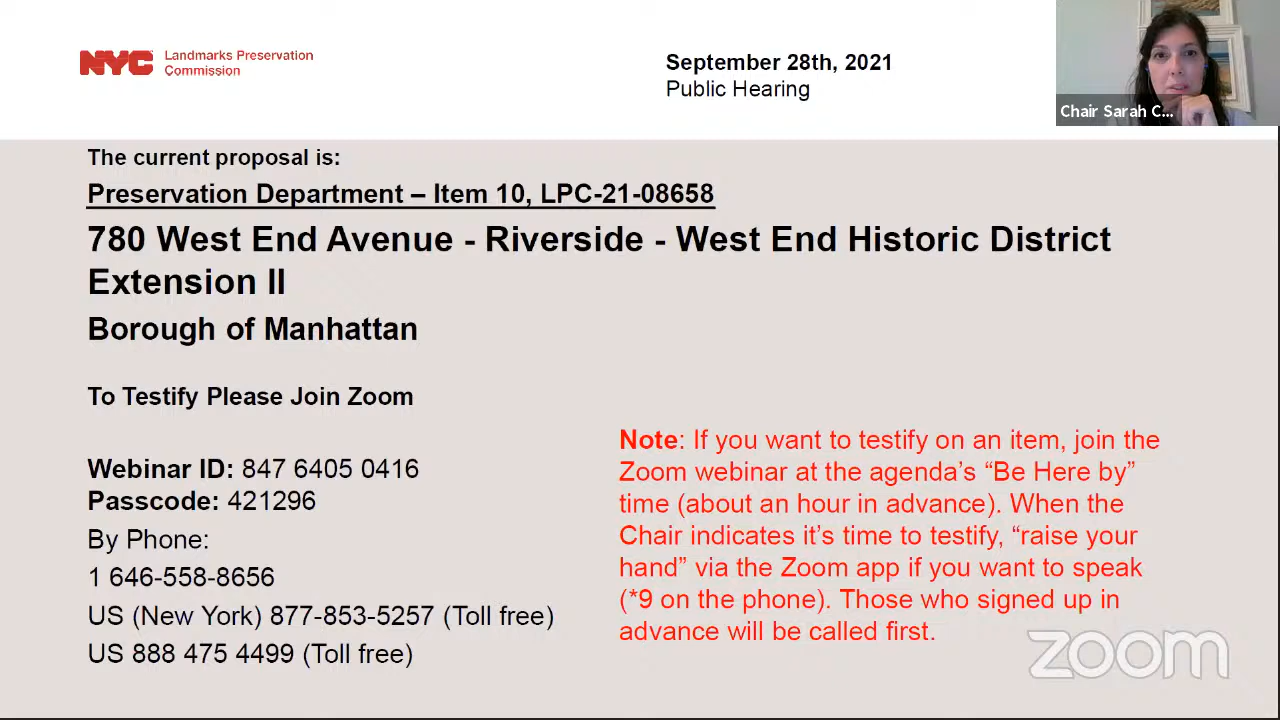 NYC Landmarks Preservation
Commission
September 28th, 2021
Public Hearing
Chair Sarah C...
The current proposal is:
Preservation Department – Item 10, LPC-21-08658
780 West End Avenue - Riverside - West End Historic District
Extension II
Borough of Manhattan
To Testify Please Join Zoom
Webinar ID: 847 6405 0416
Passcode: 421296
By Phone:
1 646-558-8656
US (New York) 877-853-5257 (Toll free)
US 888 475 4499 (Toll free)
Note: If you want to testify on an item, join the
Zoom webinar at the agenda’s “Be Here by”
time (about an hour in advance). When the
Chair indicates it’s time to testify, “raise your
hand” via the Zoom app if you want to speak
(*9 on the phone). Those who signed up in
advance will be called first.
zoom